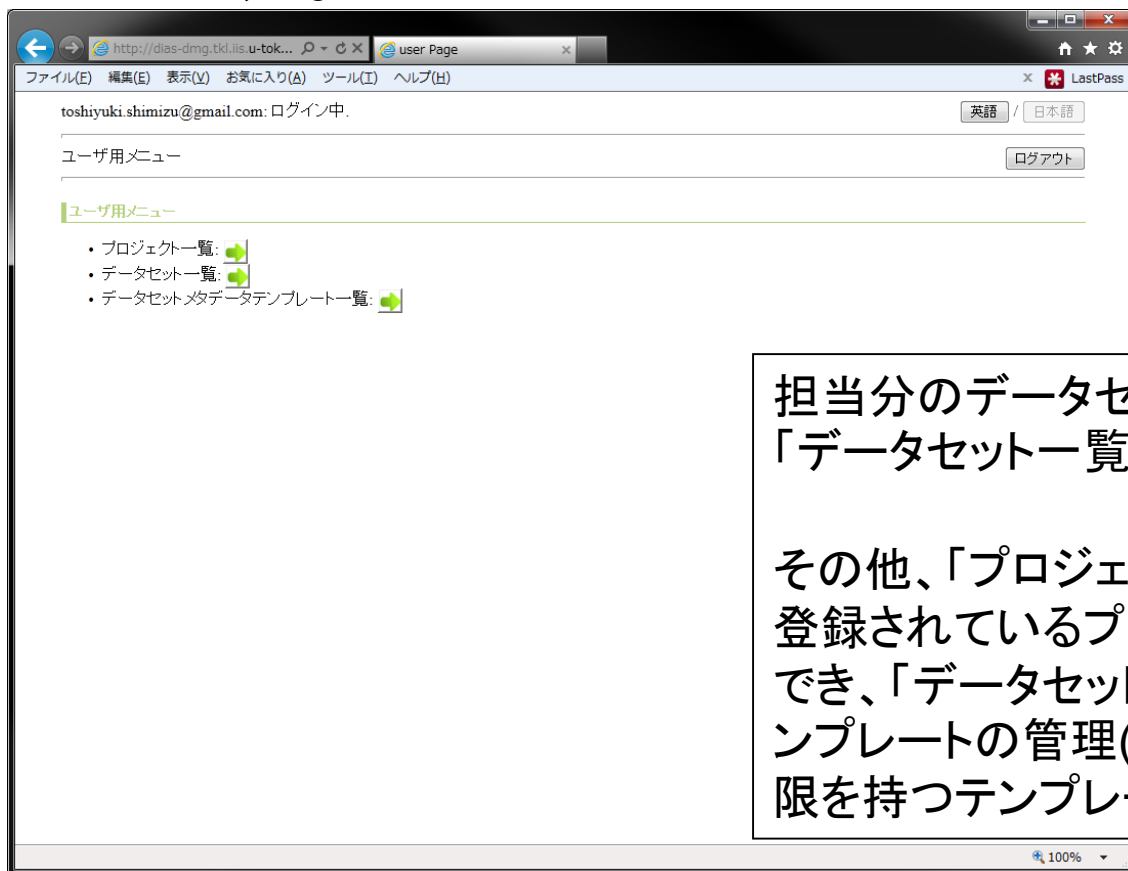 http://dias-dmg.tkl.iis.u-tok...
user Page
ファイル(F) 編集(E) 表示(V) お気に入り(A) ツール(T) ヘルプ(H)
LastPass
toshiyuki.shimizu@gmail.com: ログイン中.
英語 / 日本語
ユーザ用メニュー
ログアウト
ユーザ用メニュー
• プロジェクト一覧:
• データセット一覧:
• データセットメタデータテンプレート一覧:
担当分のデータセ
「データセット一覧
その他、「プロジェ
登録されているプ
でき、「データセッ
ンプレートの管理(
限を持つテンプレ
100%